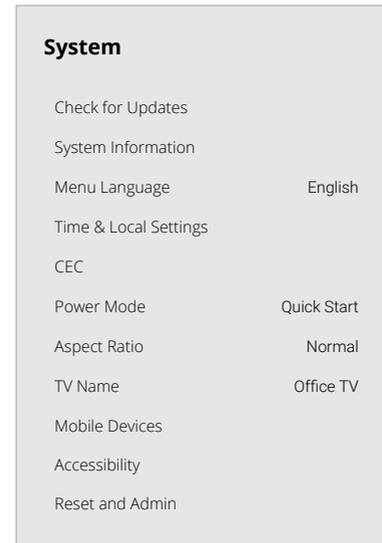 System
Check for Updates
System Information
Menu Language English
Time & Local Settings
CEC
Power Mode Quick Start
Aspect Ratio Normal
TV Name Office TV
Mobile Devices
Accessibility
Reset and Admin